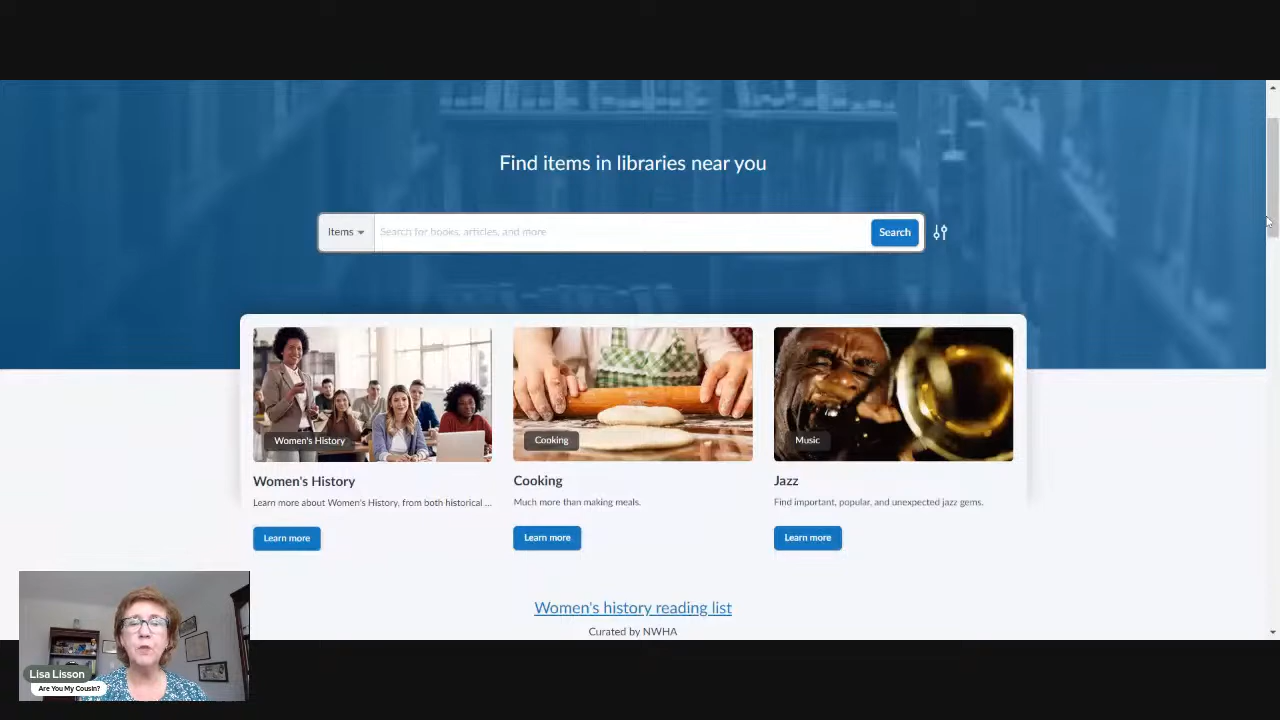 Find items in libraries near you
Items
Search for books, articles, and more
Search
Women's History
Cooking
Music
Women's History
Cooking
Jazz
Learn more about Women's History, from both historical ...
Much more than making meals.
Find important, popular, and unexpected jazz gems.
Learn more
Learn more
Learn more
Women's history reading list
Curated by NWHA
Lisa Lisson
Are You My Cousin?